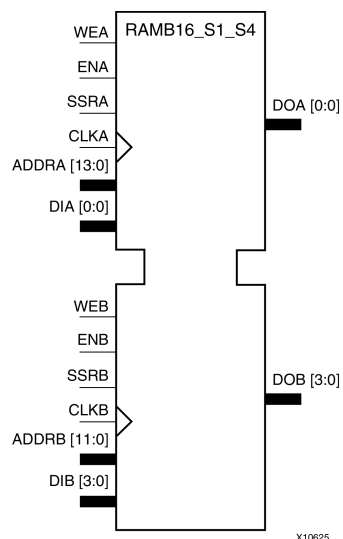 RAMB16_S1_S4
WEA
ENA
SSRA
CLKA
ADDRA [13:0]
DIA [0:0]
DOA [0:0]
WEB
ENB
SSRB
CLKB
ADDRB [11:0]
DIB [3:0]
DOB [3:0]
X10625